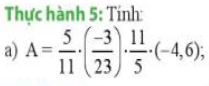 Thực hành 5: Tính:
a) A = 5/11 · (−3/23) · 11/5 · (−4,6);